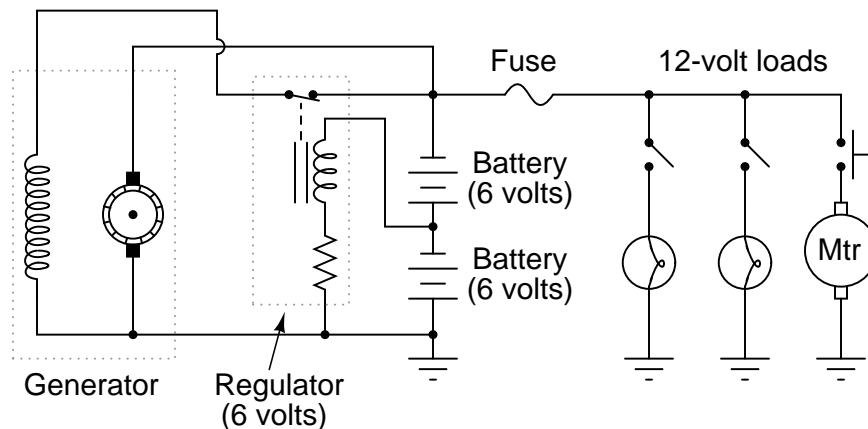 Fuse
12-volt loads
Battery
(6 volts)
Battery
(6 volts)
Mtr
Generator
Regulator
(6 volts)